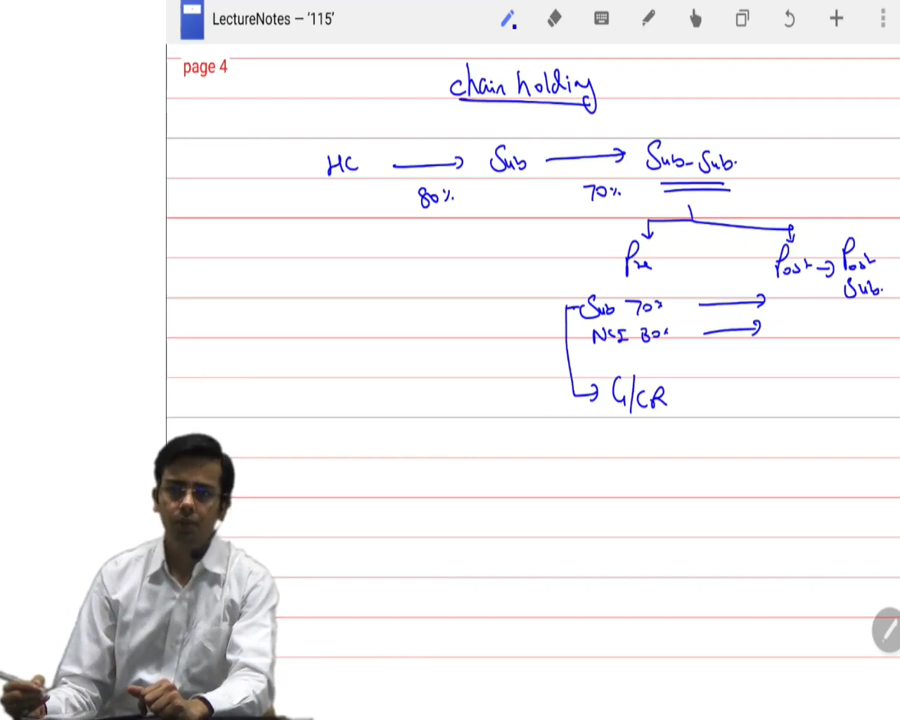 LectureNotes – '115'
page 4
chain holding
HC → Sub → Sub-Sub.
80% 70%
Pre Post → Post
Sub.
Sub 70% →
NCI 30% →
→ G/CR